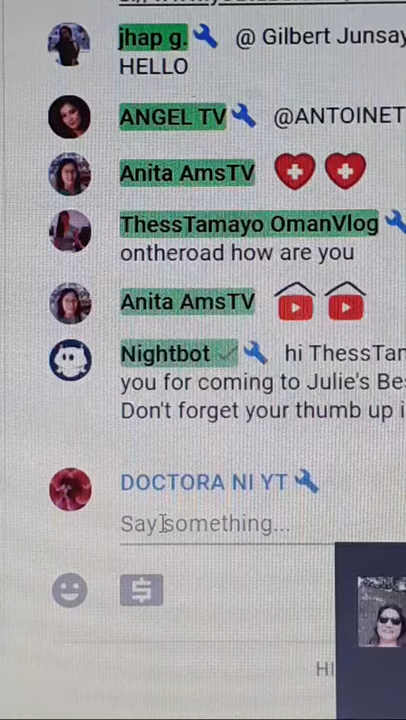 jhap g. @ Gilbert Junsay
HELLO
ANGEL TV @ANTOINET
Anita AmsTV
ThessTamayo OmanVlog
ontheroad how are you
Anita AmsTV
Nightbot hi ThessTam
you for coming to Julie's Be
Don't forget your thumb up i
DOCTORA NI YT
Say something...
HI